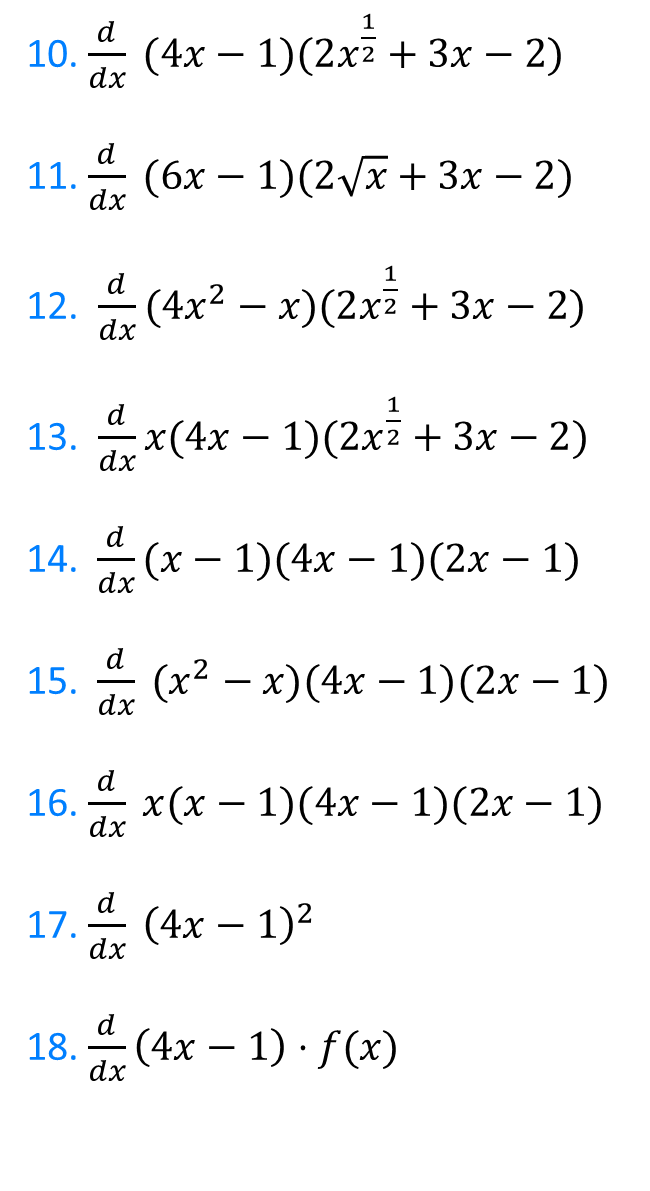 10. d/dx (4x − 1)(2x^(1/2) + 3x − 2)
11. d/dx (6x − 1)(2√x + 3x − 2)
12. d/dx (4x² − x)(2x^(1/2) + 3x − 2)
13. d/dx x(4x − 1)(2x^(1/2) + 3x − 2)
14. d/dx (x − 1)(4x − 1)(2x − 1)
15. d/dx (x² − x)(4x − 1)(2x − 1)
16. d/dx x(x − 1)(4x − 1)(2x − 1)
17. d/dx (4x − 1)²
18. d/dx (4x − 1) · f(x)